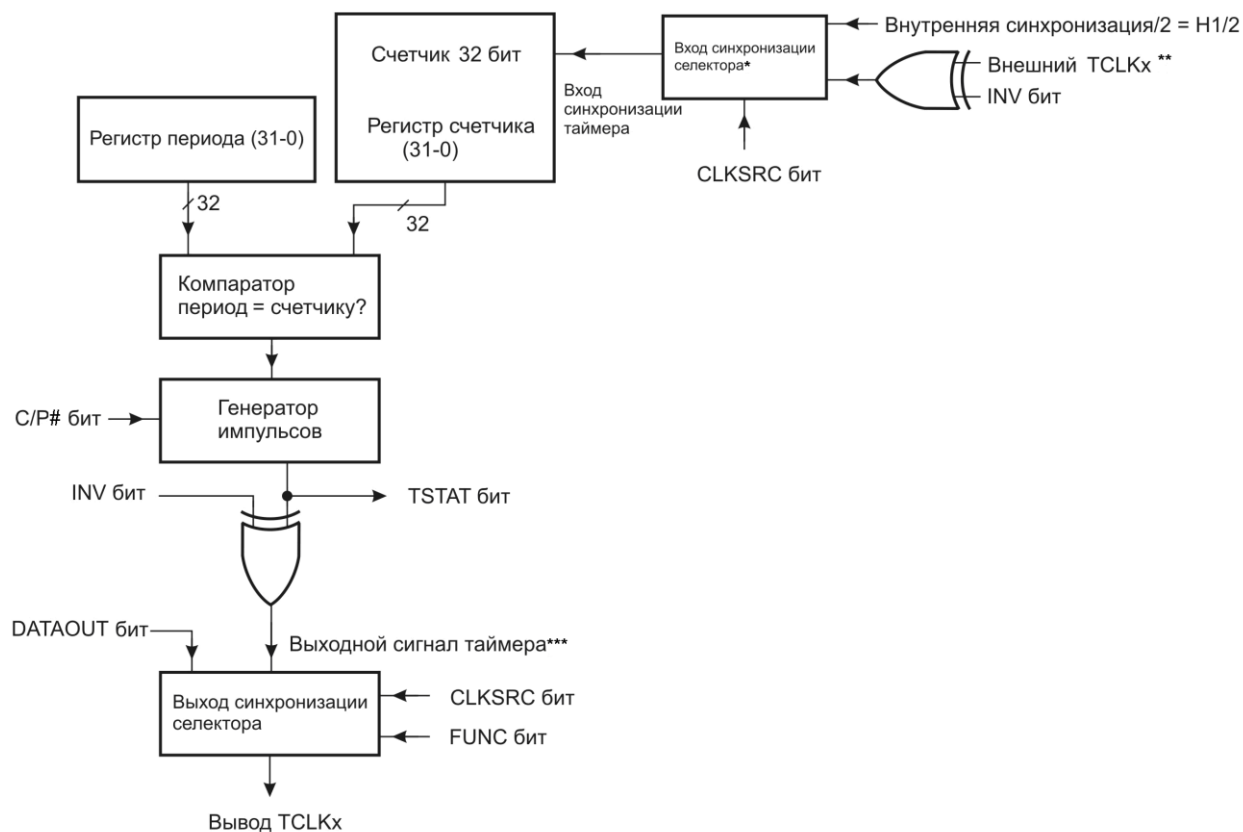 Счетчик 32 бит
Регистр счетчика
(31-0)
Вход синхронизации
селектора*
Внутренняя синхронизация/2 = H1/2
Внешний TCLKx **
INV бит
Вход
синхронизации
таймера
CLKSRC бит
Регистр периода (31-0)
32
32
Компаратор
период = счетчику?
C/P# бит
Генератор
импульсов
INV бит
TSTAT бит
DATAOUT бит
Выходной сигнал таймера***
Выход синхронизации
селектора
CLKSRC бит
FUNC бит
Вывод TCLKx